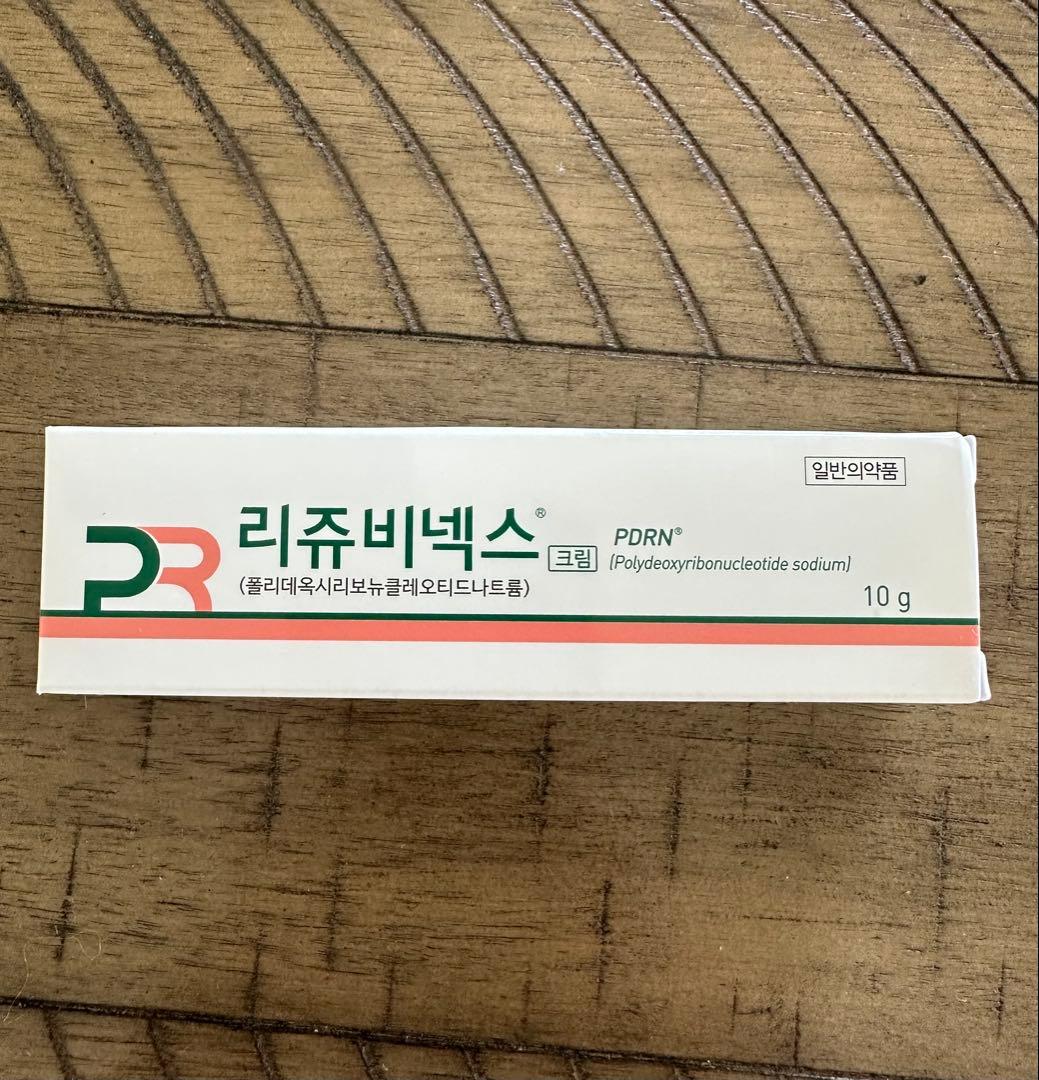 일반의약품
PR
리쥬비넥스®
크림
(폴리데옥시리보뉴클레오티드나트륨)
PDRN®
(Polydeoxyribonucleotide sodium)
10 g